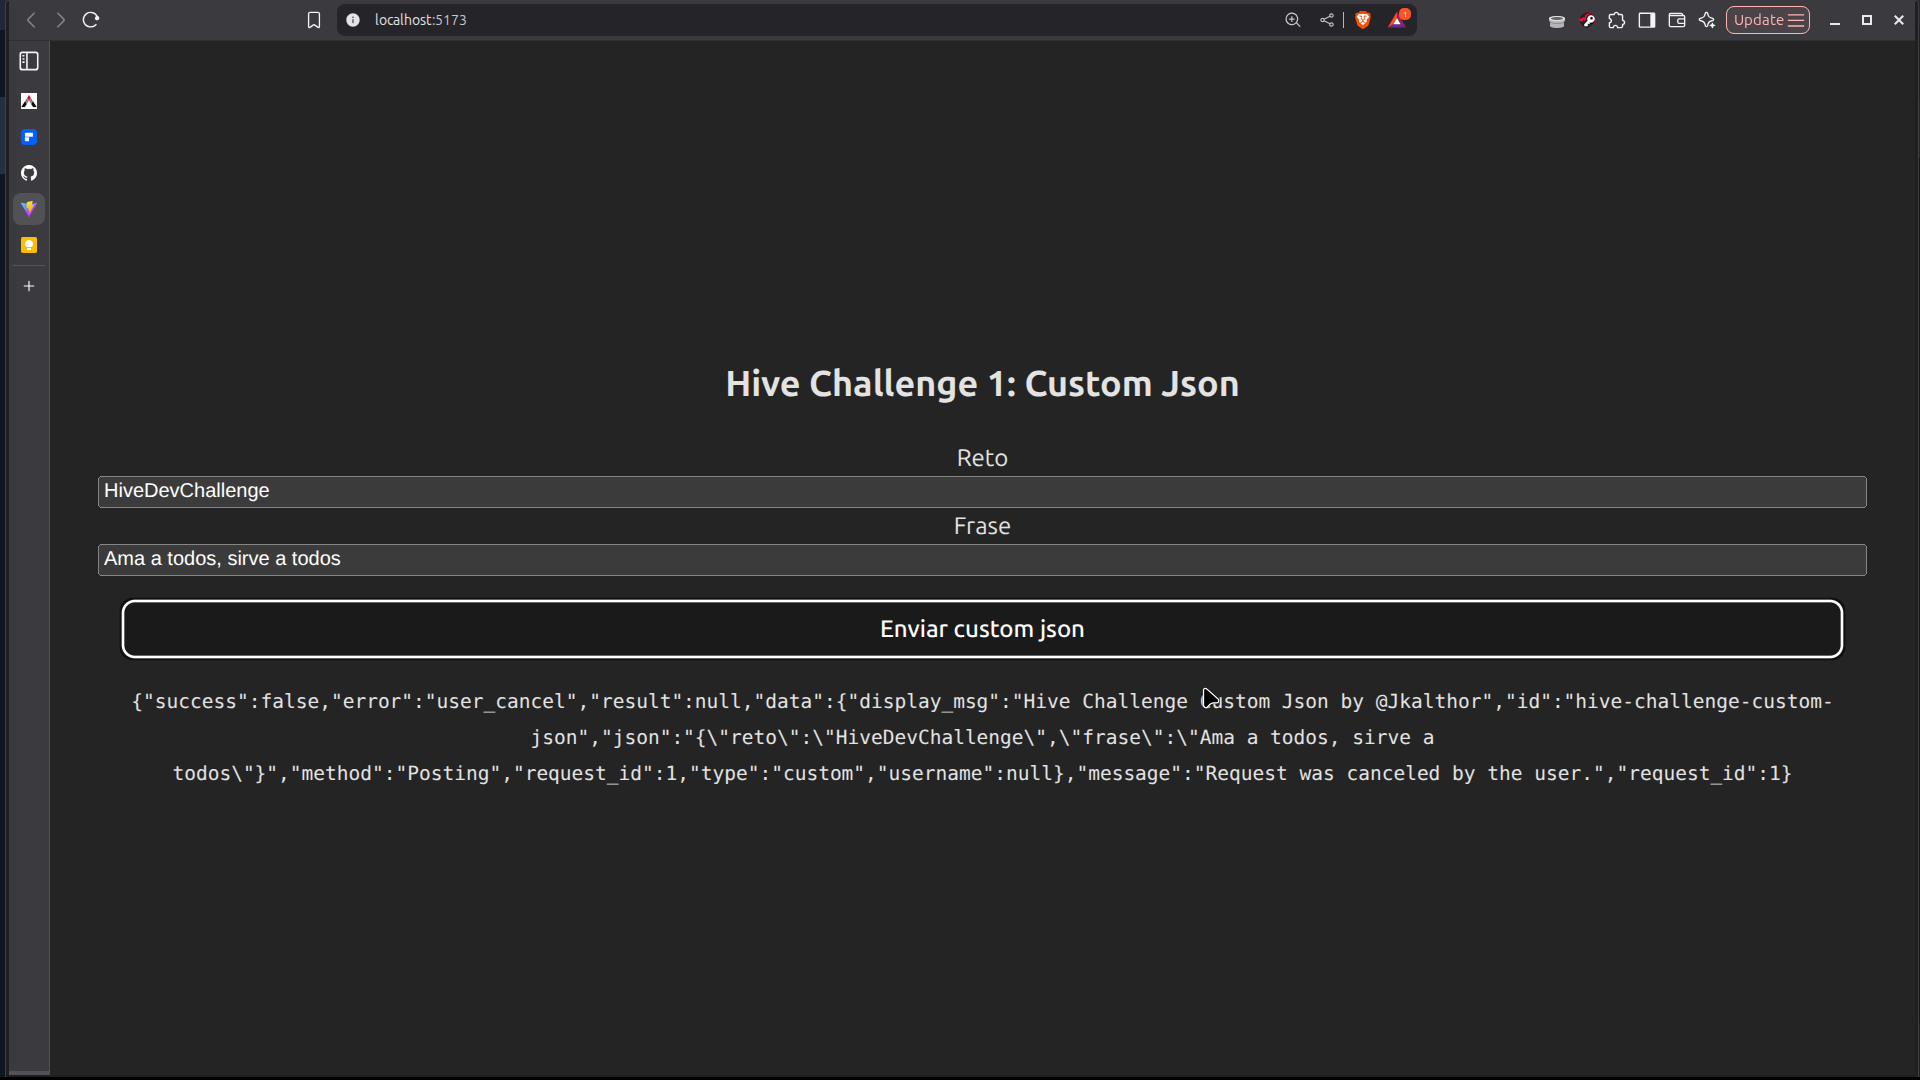 localhost:5173
1
Update
Hive Challenge 1: Custom Json
Reto
HiveDevChallenge
Frase
Ama a todos, sirve a todos
Enviar custom json
{"success":false,"error":"user_cancel","result":null,"data":{"display_msg":"Hive Challenge Custom Json by @Jkalthor","id":"hive-challenge-custom-
json","json":"{\"reto\":\"HiveDevChallenge\",\"frase\":\"Ama a todos, sirve a
todos\"}","method":"Posting","request_id":1,"type":"custom","username":null},"message":"Request was canceled by the user.","request_id":1}